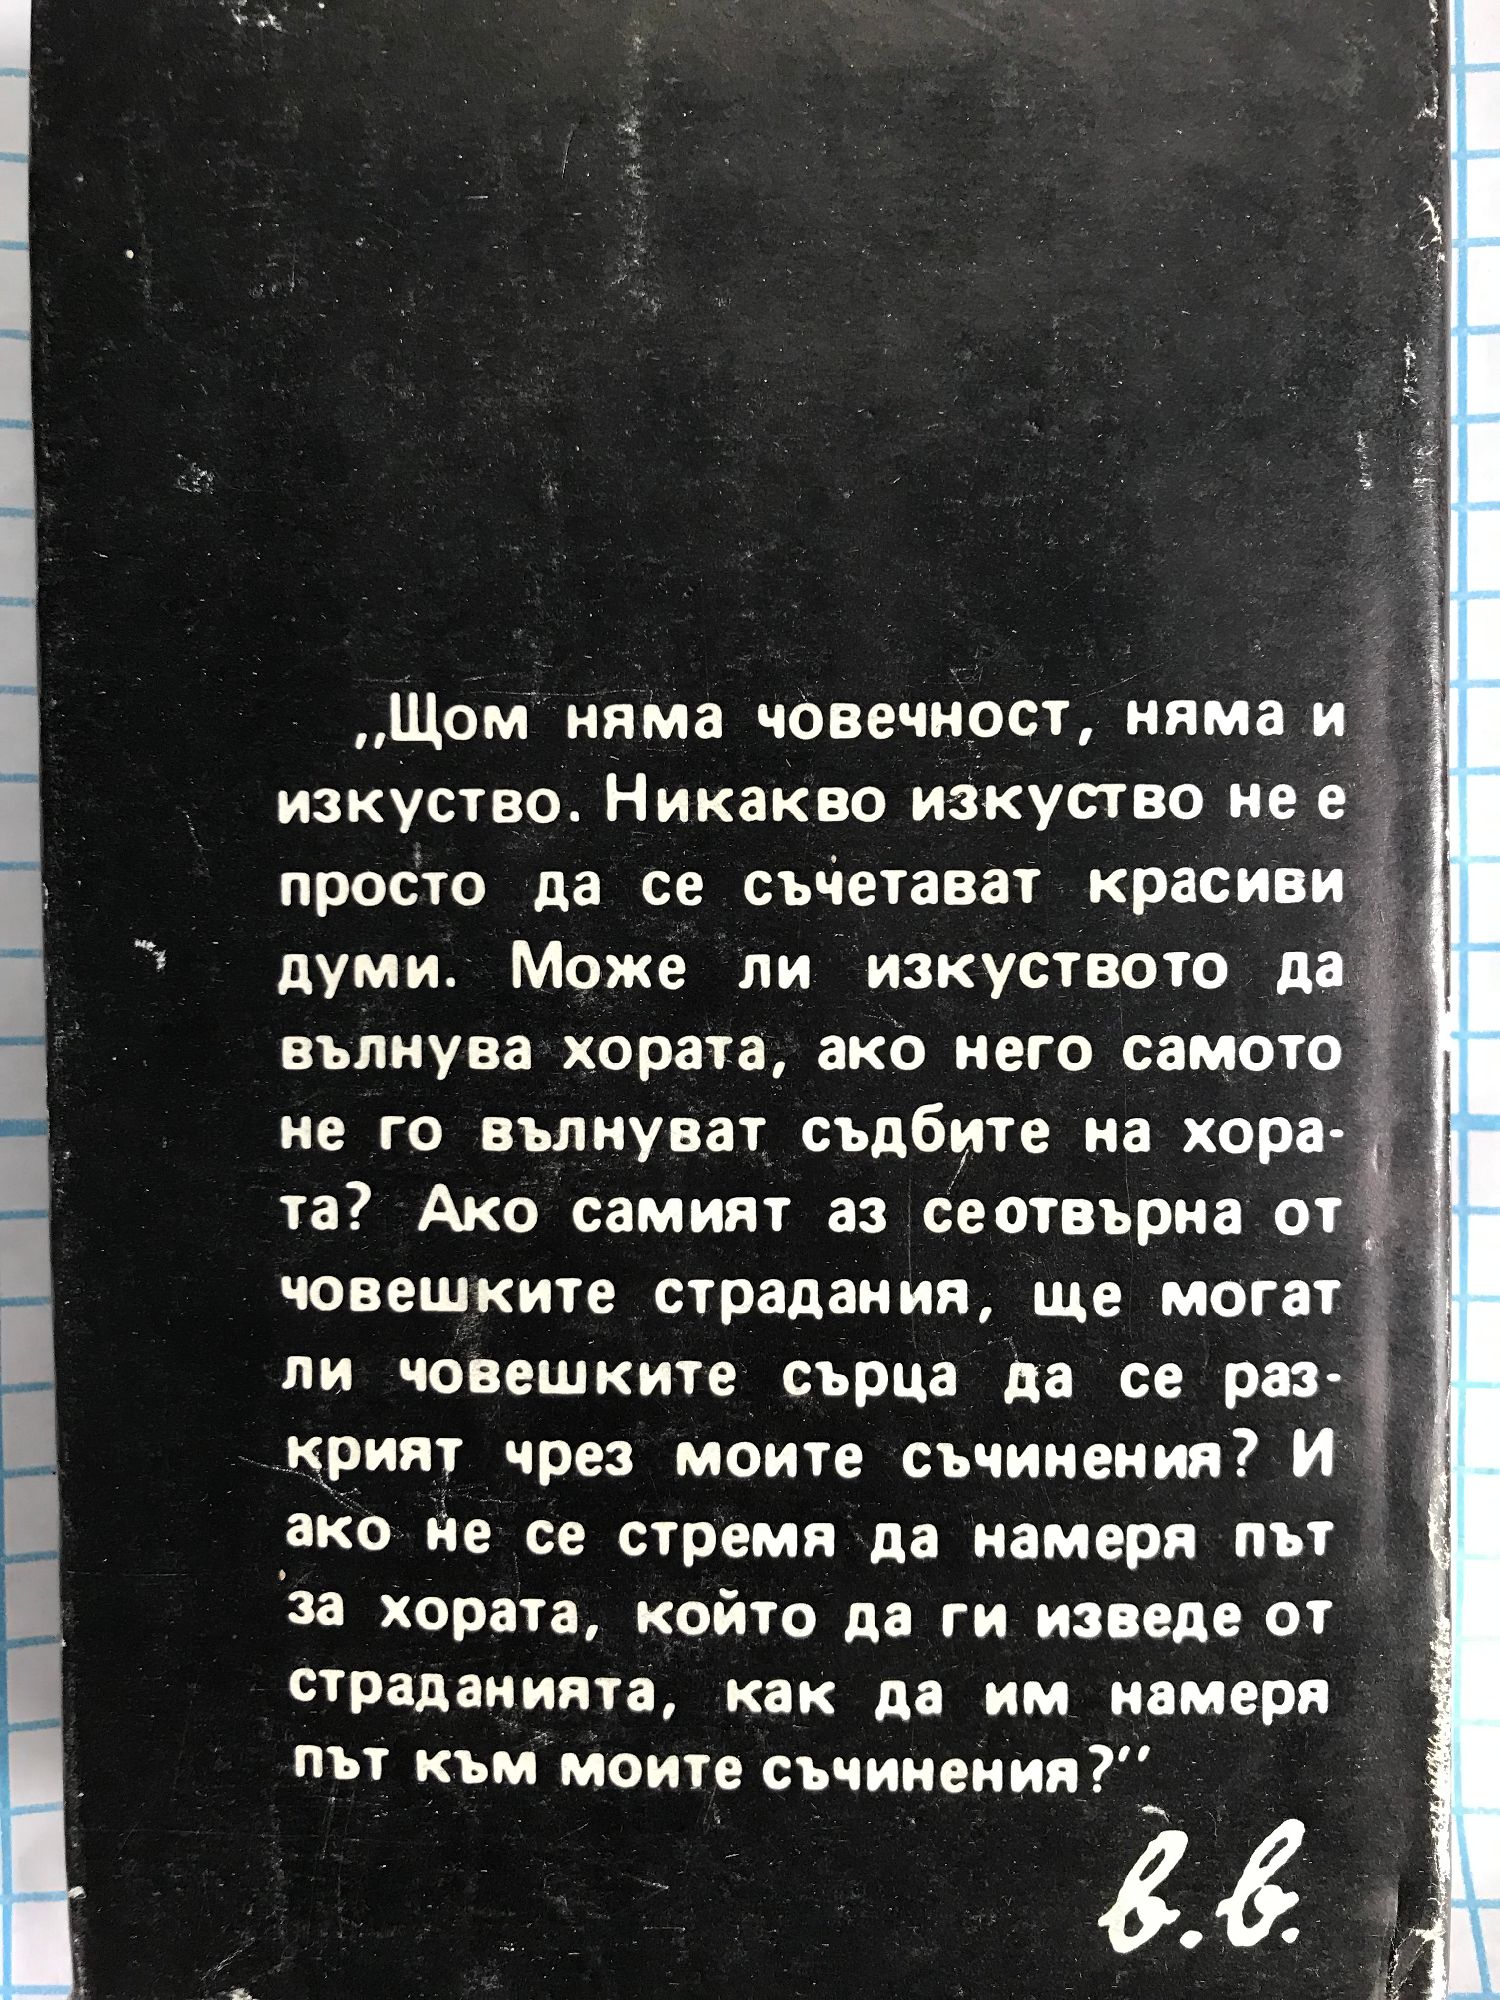 „Щом няма човечност, няма и
изкуство. Никакво изкуство не е
просто да се съчетават красиви
думи. Може ли изкуството да
вълнува хората, ако него самото
не го вълнуват съдбите на хора-
та? Ако самият аз се отвърна от
човешките страдания, ще могат
ли човешките сърца да се раз-
крият чрез моите съчинения? И
ако не се стремя да намеря път
за хората, който да ги изведе от
страданията, как да им намеря
път към моите съчинения?"
в.в.